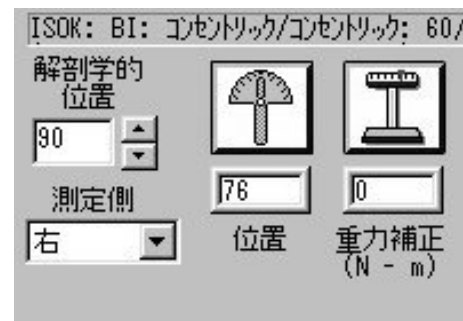 ISOK: BI: コンセントリック/コンセントリック: 60/
解剖学的
位置
90
測定側
右
76
位置
0
重力補正
(N - m)